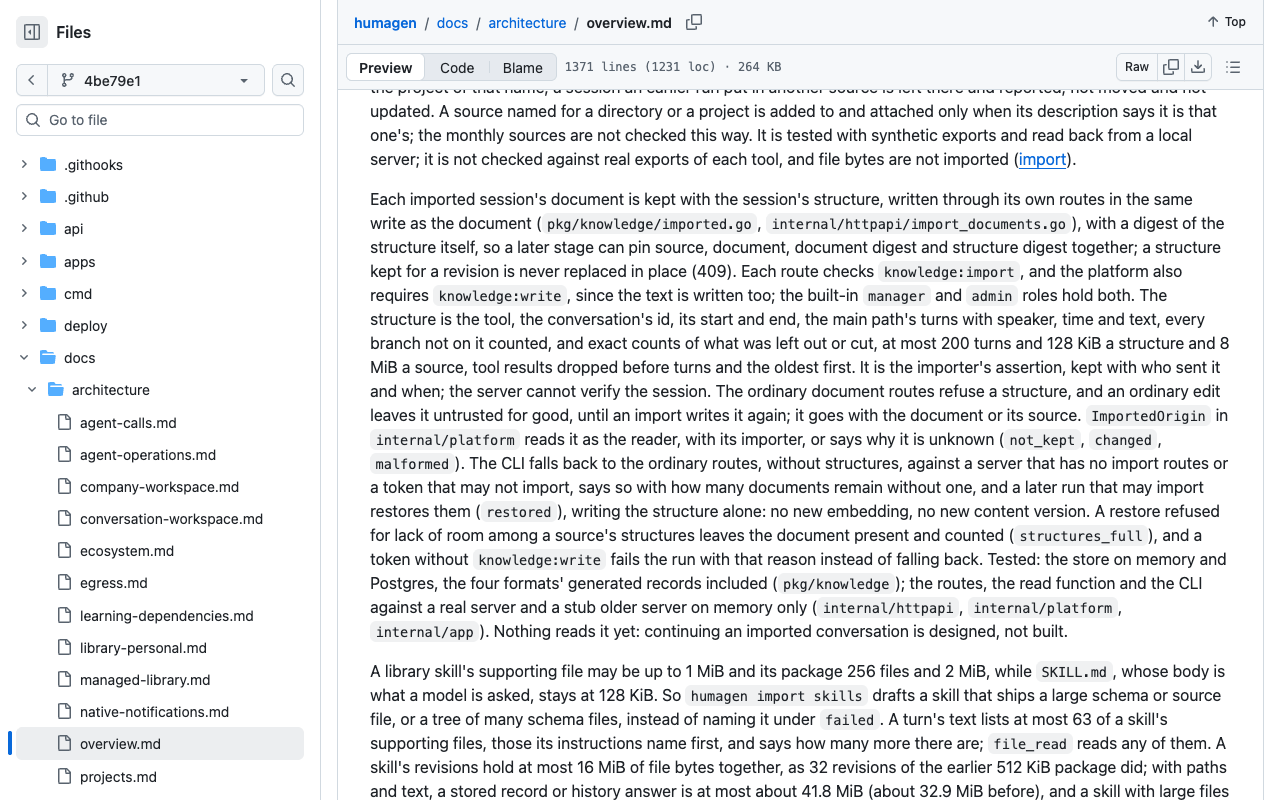 Files
humagen / docs / architecture / overview.md
Top
4be79e1
Preview Code Blame 1371 lines (1231 loc) · 264 KB
Raw
Go to file
.githooks
.github
api
apps
cmd
deploy
docs
architecture
agent-calls.md
agent-operations.md
company-workspace.md
conversation-workspace.md
ecosystem.md
egress.md
learning-dependencies.md
library-personal.md
managed-library.md
native-notifications.md
overview.md
projects.md
the project of that name; a session an earlier run put in another source is left there and reported, not moved and not
updated. A source named for a directory or a project is added to and attached only when its description says it is that
one's; the monthly sources are not checked this way. It is tested with synthetic exports and read back from a local
server; it is not checked against real exports of each tool, and file bytes are not imported (import).
Each imported session's document is kept with the session's structure, written through its own routes in the same
write as the document ( pkg/knowledge/imported.go , internal/httpapi/import_documents.go ), with a digest of the
structure itself, so a later stage can pin source, document, document digest and structure digest together; a structure
kept for a revision is never replaced in place (409). Each route checks knowledge:import , and the platform also
requires knowledge:write , since the text is written too; the built-in manager and admin roles hold both. The
structure is the tool, the conversation's id, its start and end, the main path's turns with speaker, time and text, every
branch not on it counted, and exact counts of what was left out or cut, at most 200 turns and 128 KiB a structure and 8
MiB a source, tool results dropped before turns and the oldest first. It is the importer's assertion, kept with who sent it
and when; the server cannot verify the session. The ordinary document routes refuse a structure, and an ordinary edit
leaves it untrusted for good, until an import writes it again; it goes with the document or its source. ImportedOrigin in
internal/platform reads it as the reader, with its importer, or says why it is unknown ( not_kept , changed ,
malformed ). The CLI falls back to the ordinary routes, without structures, against a server that has no import routes or
a token that may not import, says so with how many documents remain without one, and a later run that may import
restores them ( restored ), writing the structure alone: no new embedding, no new content version. A restore refused
for lack of room among a source's structures leaves the document present and counted ( structures_full ), and a
token without knowledge:write fails the run with that reason instead of falling back. Tested: the store on memory and
Postgres, the four formats' generated records included ( pkg/knowledge ); the routes, the read function and the CLI
against a real server and a stub older server on memory only ( internal/httpapi , internal/platform ,
internal/app ). Nothing reads it yet: continuing an imported conversation is designed, not built.
A library skill's supporting file may be up to 1 MiB and its package 256 files and 2 MiB, while SKILL.md , whose body is
what a model is asked, stays at 128 KiB. So humagen import skills drafts a skill that ships a large schema or source
file, or a tree of many schema files, instead of naming it under failed . A turn's text lists at most 63 of a skill's
supporting files, those its instructions name first, and says how many more there are; file_read reads any of them. A
skill's revisions hold at most 16 MiB of file bytes together, as 32 revisions of the earlier 512 KiB package did; with paths
and text, a stored record or history answer is at most about 41.8 MiB (about 32.9 MiB before), and a skill with large files